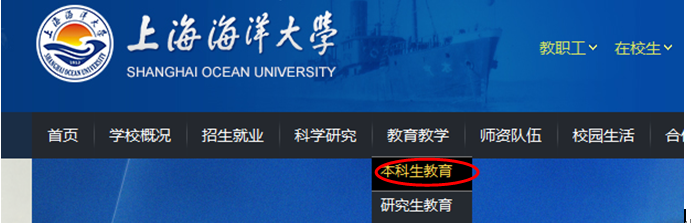 上海海洋大学
SHANGHAI OCEAN UNIVERSITY
教职工 在校生
首页 学校概况 招生就业 科学研究 教育教学 师资队伍 校园生活
本科生教育
研究生教育